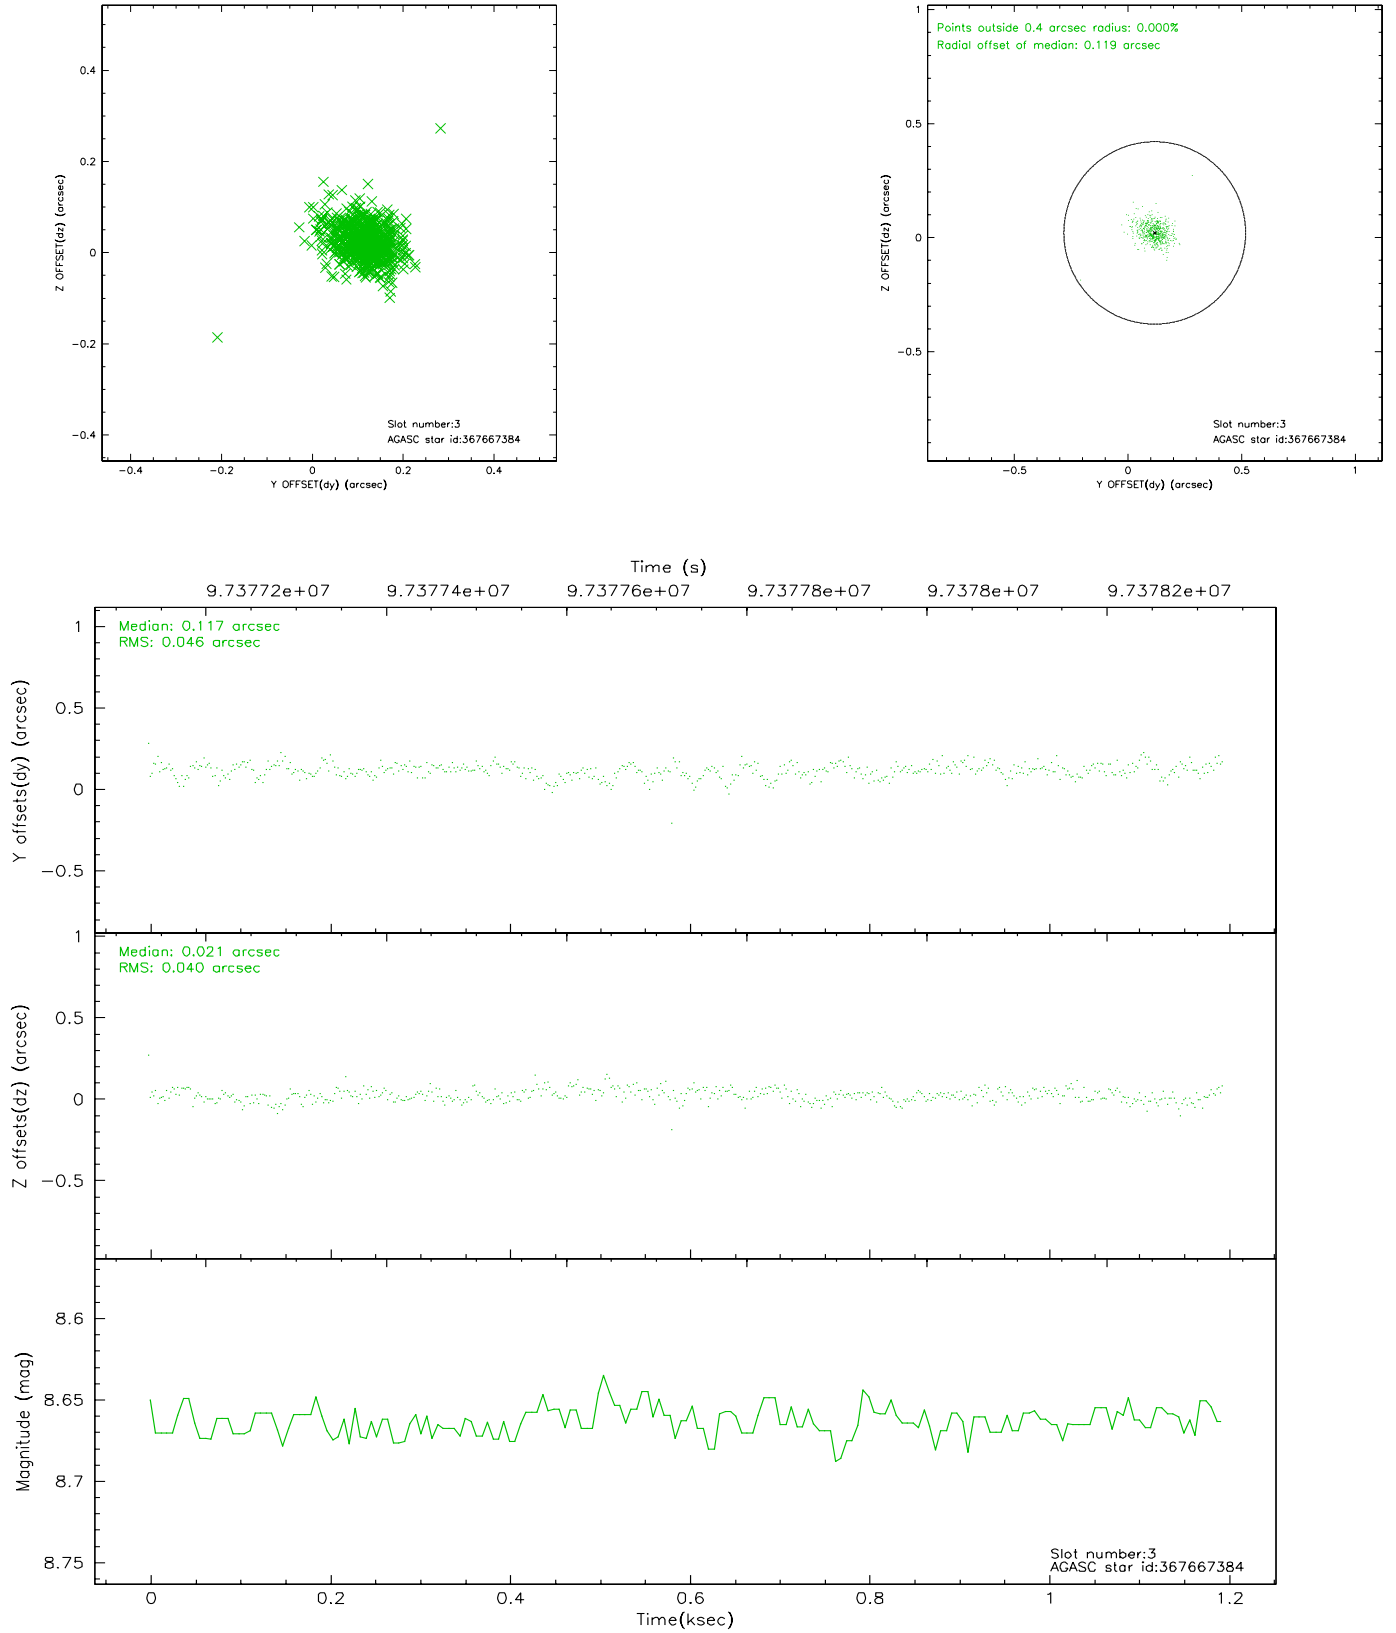 0.4
0.2
0
−0.2
−0.4
Z OFFSET(dz) (arcsec)
−0.4 −0.2 0 0.2 0.4
Y OFFSET(dy) (arcsec)
Slot number:3
AGASC star id:367667384
Points outside 0.4 arcsec radius: 0.000%
Radial offset of median: 0.119 arcsec
1
0.5
0
−0.5
Z OFFSET(dz) (arcsec)
−0.5 0 0.5 1
Y OFFSET(dy) (arcsec)
Slot number:3
AGASC star id:367667384
Time (s)
9.73772e+07 9.73774e+07 9.73776e+07 9.73778e+07 9.7378e+07 9.73782e+07
Median: 0.117 arcsec
RMS: 0.046 arcsec
1
0.5
0
−0.5
Y offsets(dy) (arcsec)
Median: 0.021 arcsec
RMS: 0.040 arcsec
1
0.5
0
−0.5
Z offsets(dz) (arcsec)
8.6
8.65
8.7
8.75
Magnitude (mag)
Slot number:3
AGASC star id:367667384
0 0.2 0.4 0.6 0.8 1 1.2
Time(ksec)